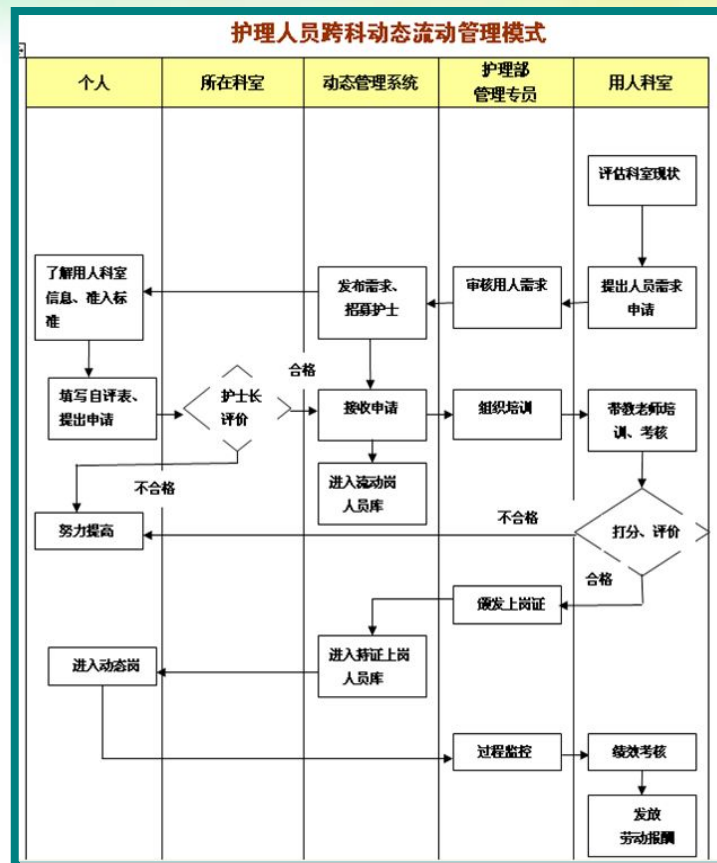 护理人员跨科动态流动管理模式
个人
所在科室
动态管理系统
护理部
管理专员
用人科室
评估科室现状
了解用人科室
信息、准入标
准
发布需求、
招募护士
审核用人需求
提出人员需求
申请
合格
填写自评表、
提出申请
护士长
评价
接收申请
组织培训
带教老师培
训、考核
不合格
进入流动岗
人员库
不合格
努力提高
打分、评价
合格
颁发上岗证
进入动态岗
进入持证上岗
人员库
过程监控
绩效考核
发放
劳动报酬